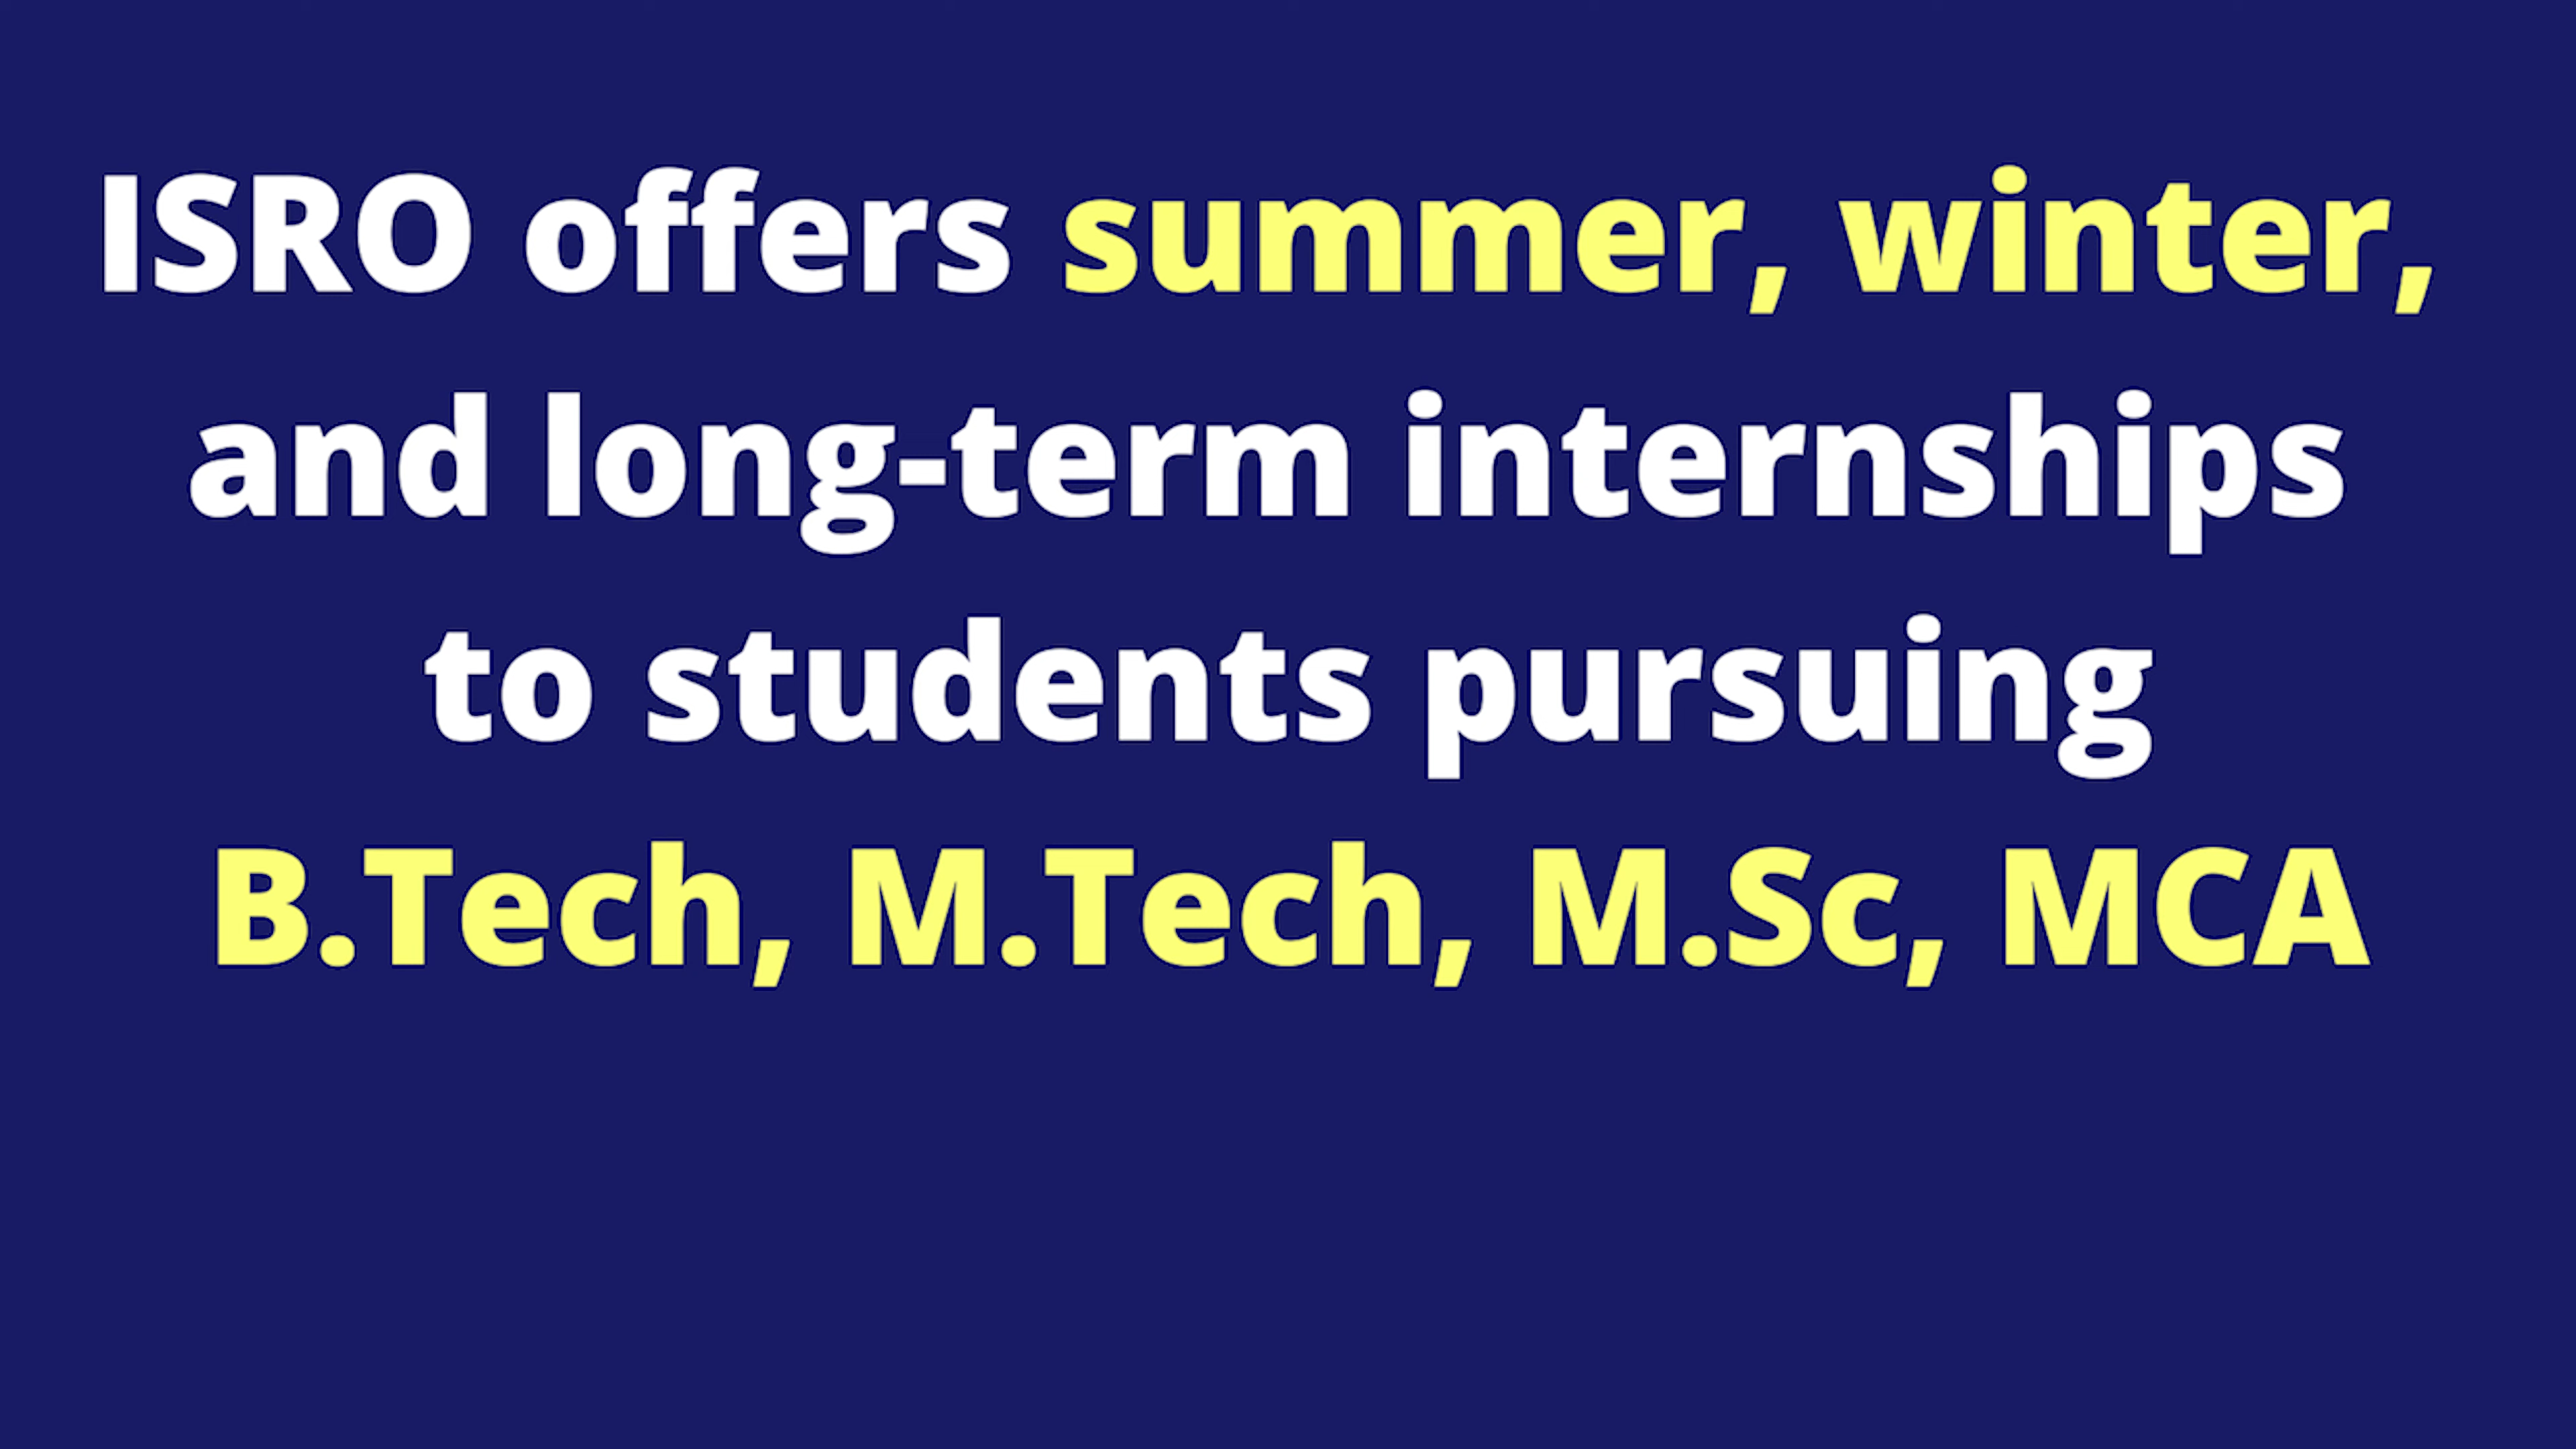 ISRO offers summer, winter,
and long-term internships
to students pursuing
B.Tech, M.Tech, M.Sc, MCA